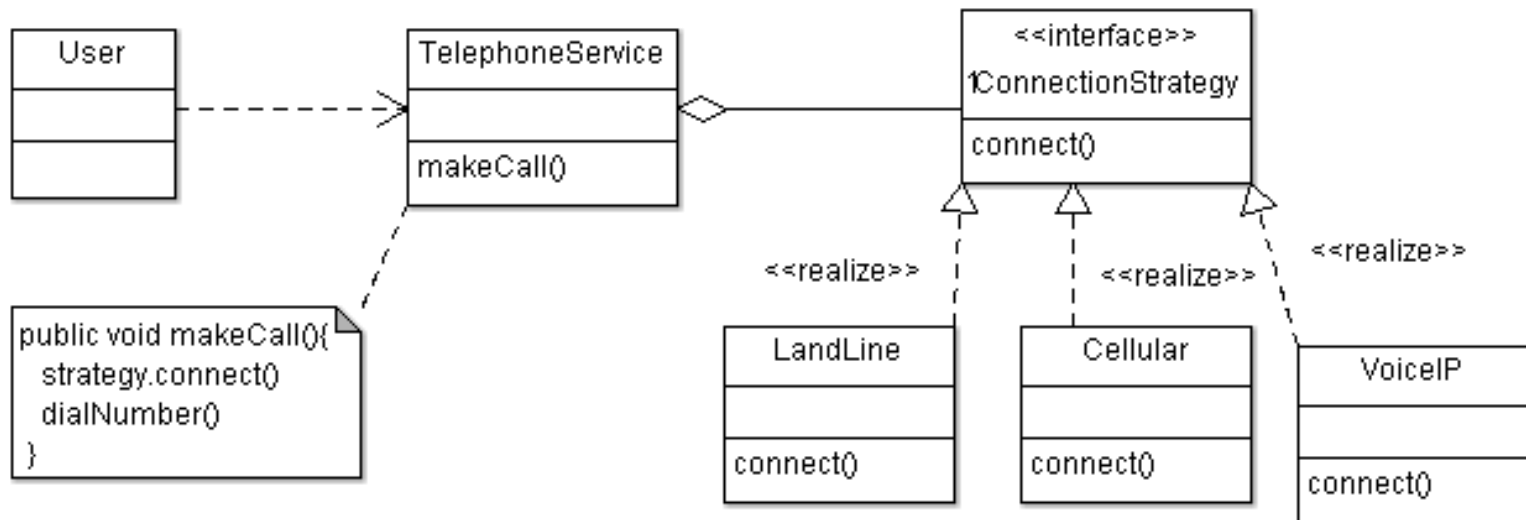 User
TelephoneService
makeCall()
<<interface>>
1ConnectionStrategy
connect()
public void makeCall(){
strategy.connect()
dialNumber()
}
<<realize>>
<<realize>>
<<realize>>
LandLine
connect()
Cellular
connect()
VoiceIP
connect()